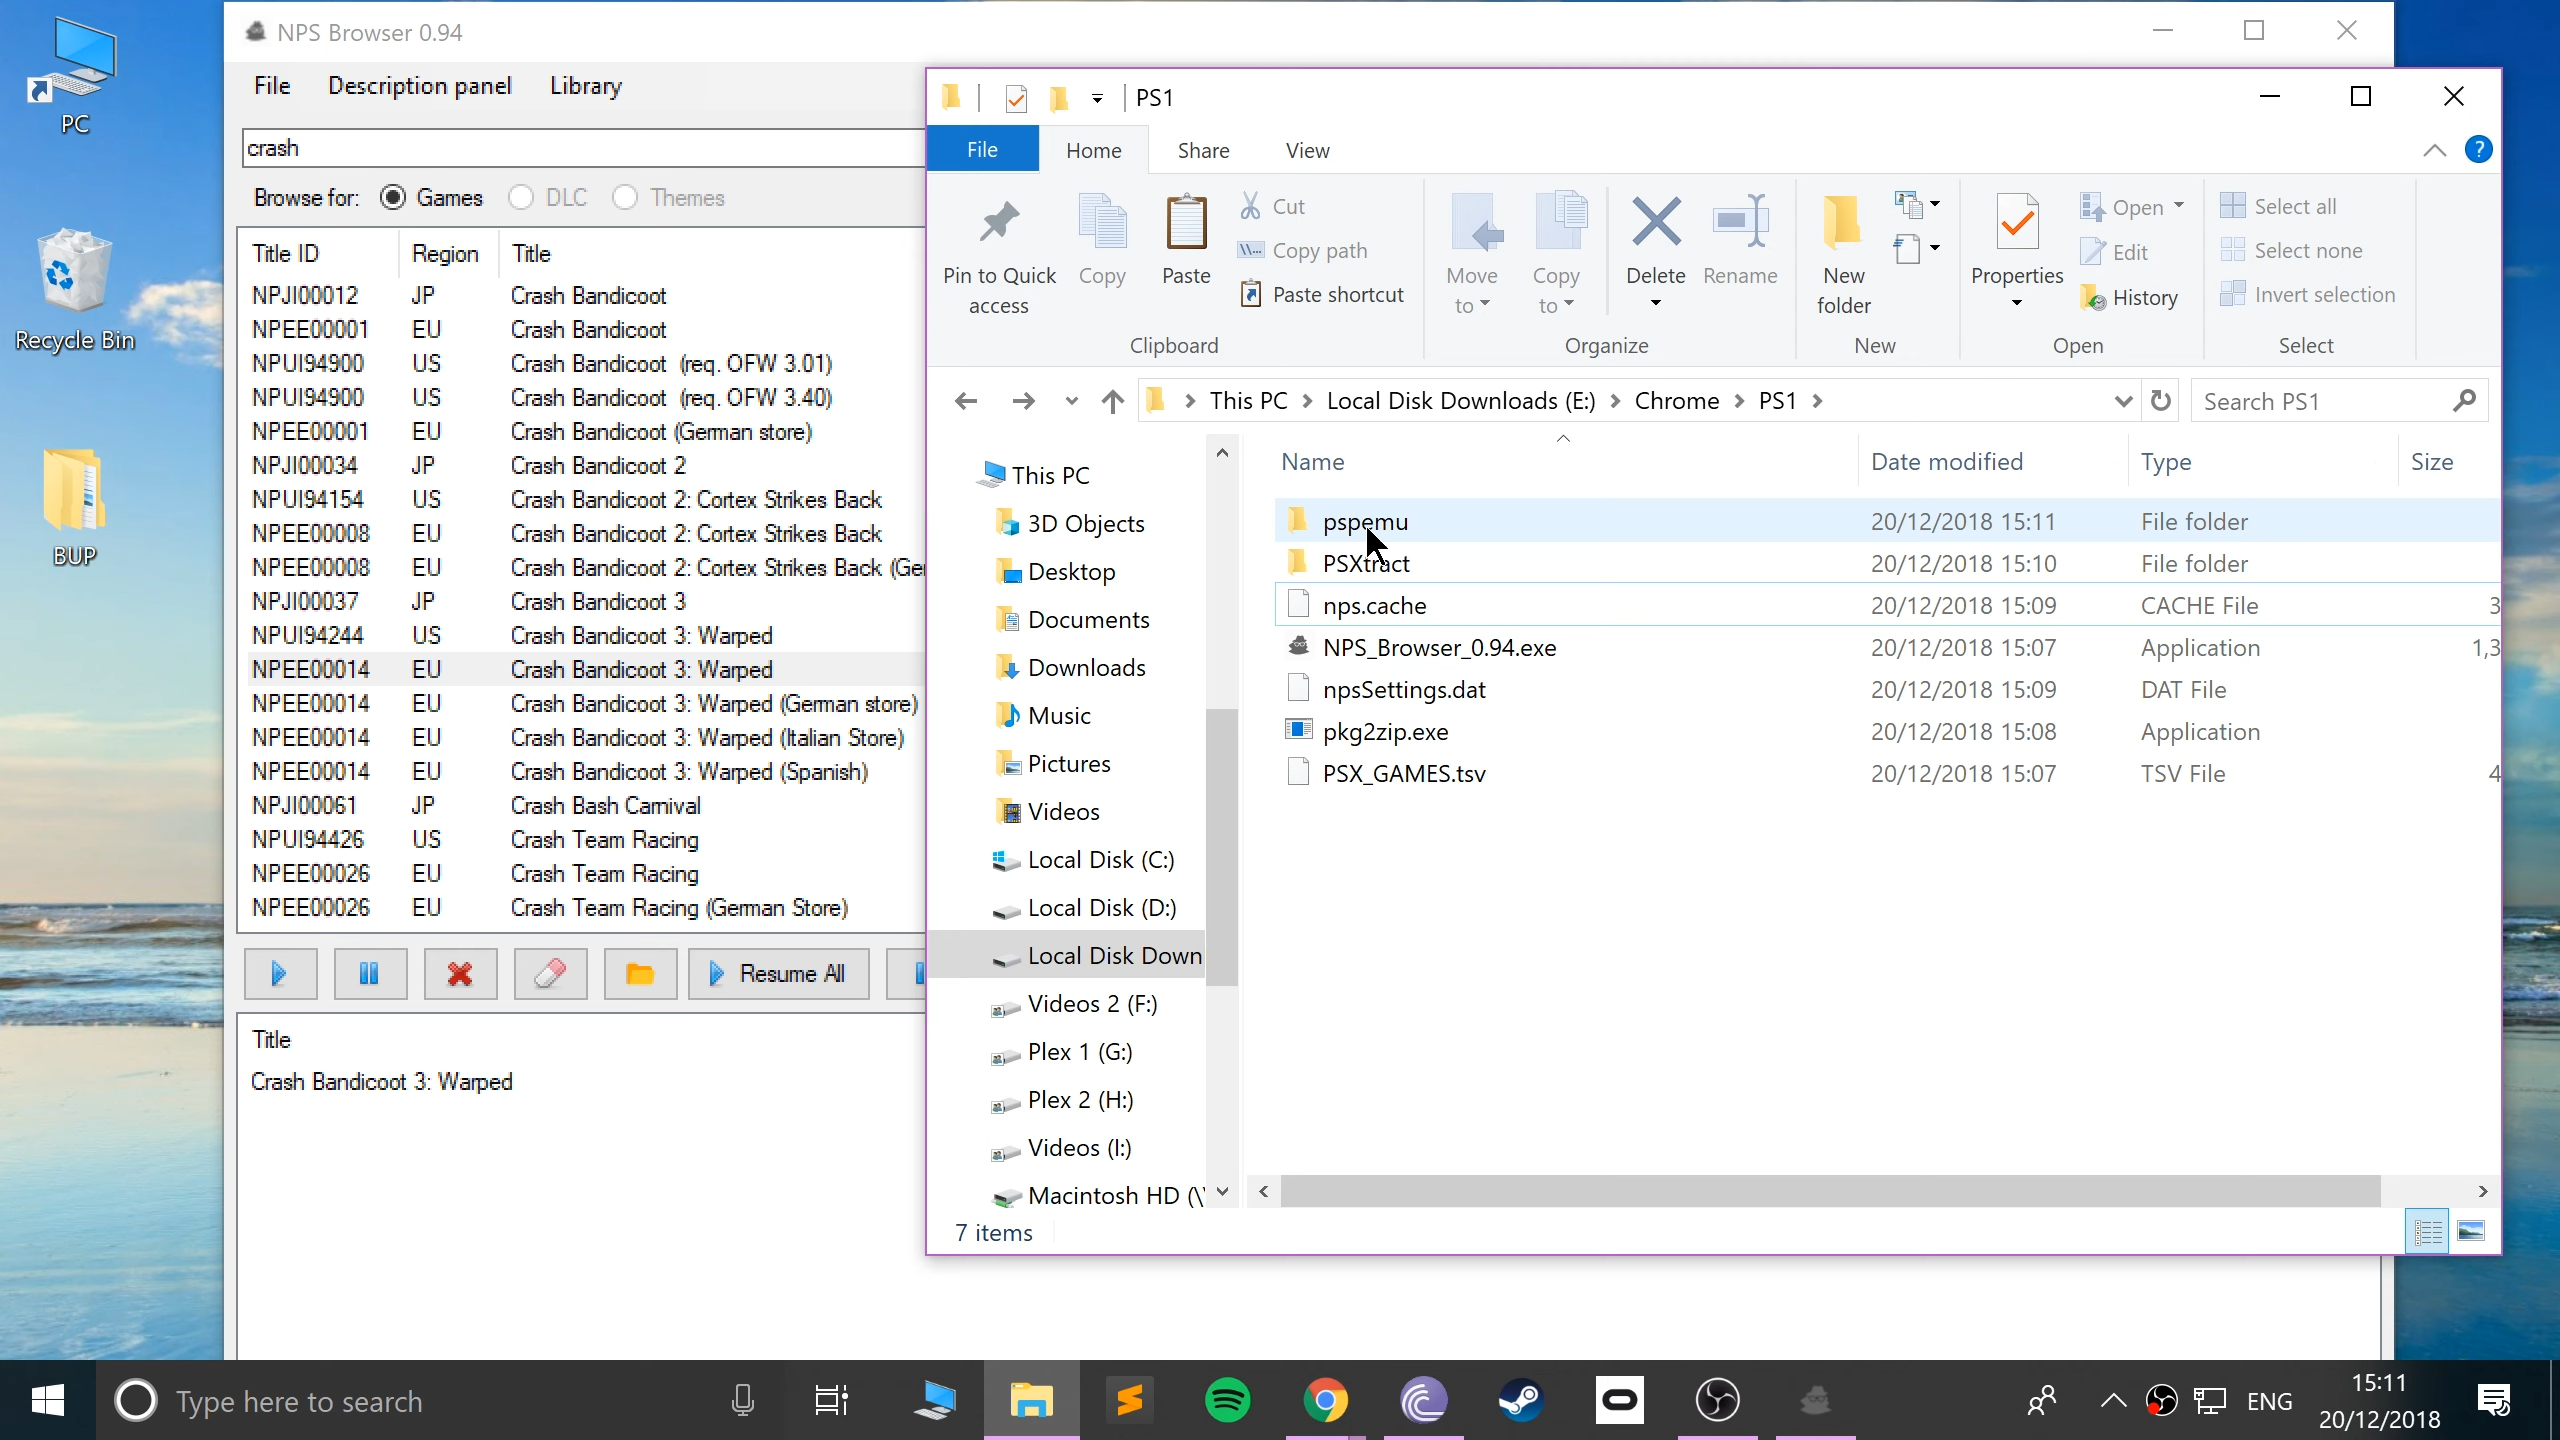 PC
Recycle Bin
BUP
NPS Browser 0.94
File Description panel Library
crash
Browse for: Games DLC Themes
Title ID Region Title
NPJI00012 JP Crash Bandicoot
NPEE00001 EU Crash Bandicoot
NPUI94900 US Crash Bandicoot (req. OFW 3.01)
NPUI94900 US Crash Bandicoot (req. OFW 3.40)
NPEE00001 EU Crash Bandicoot (German store)
NPJI00034 JP Crash Bandicoot 2
NPUI94154 US Crash Bandicoot 2: Cortex Strikes Back
NPEE00008 EU Crash Bandicoot 2: Cortex Strikes Back
NPEE00008 EU Crash Bandicoot 2: Cortex Strikes Back (Ge
NPJI00037 JP Crash Bandicoot 3
NPUI94244 US Crash Bandicoot 3: Warped
NPEE00014 EU Crash Bandicoot 3: Warped
NPEE00014 EU Crash Bandicoot 3: Warped (German store)
NPEE00014 EU Crash Bandicoot 3: Warped (Italian Store)
NPEE00014 EU Crash Bandicoot 3: Warped (Spanish)
NPJI00061 JP Crash Bash Carnival
NPUI94426 US Crash Team Racing
NPEE00026 EU Crash Team Racing
NPEE00026 EU Crash Team Racing (German Store)
Resume All
Title
Crash Bandicoot 3: Warped
PS1
File Home Share View
Pin to Quick access
Copy
Paste
Cut
Copy path
Paste shortcut
Clipboard
Move to
Copy to
Delete
Rename
Organize
New folder
New
Properties
Open
Edit
History
Open
Select all
Select none
Invert selection
Select
This PC Local Disk Downloads (E:) Chrome PS1
Search PS1
This PC
3D Objects
Desktop
Documents
Downloads
Music
Pictures
Videos
Local Disk (C:)
Local Disk (D:)
Local Disk Down
Videos 2 (F:)
Plex 1 (G:)
Plex 2 (H:)
Videos (I:)
Macintosh HD (\
Name Date modified Type Size
pspemu 20/12/2018 15:11 File folder
PSXtract 20/12/2018 15:10 File folder
nps.cache 20/12/2018 15:09 CACHE File 3
NPS_Browser_0.94.exe 20/12/2018 15:07 Application 1,3
npsSettings.dat 20/12/2018 15:09 DAT File
pkg2zip.exe 20/12/2018 15:08 Application
PSX_GAMES.tsv 20/12/2018 15:07 TSV File 4
7 items
Type here to search
ENG
15:11
20/12/2018